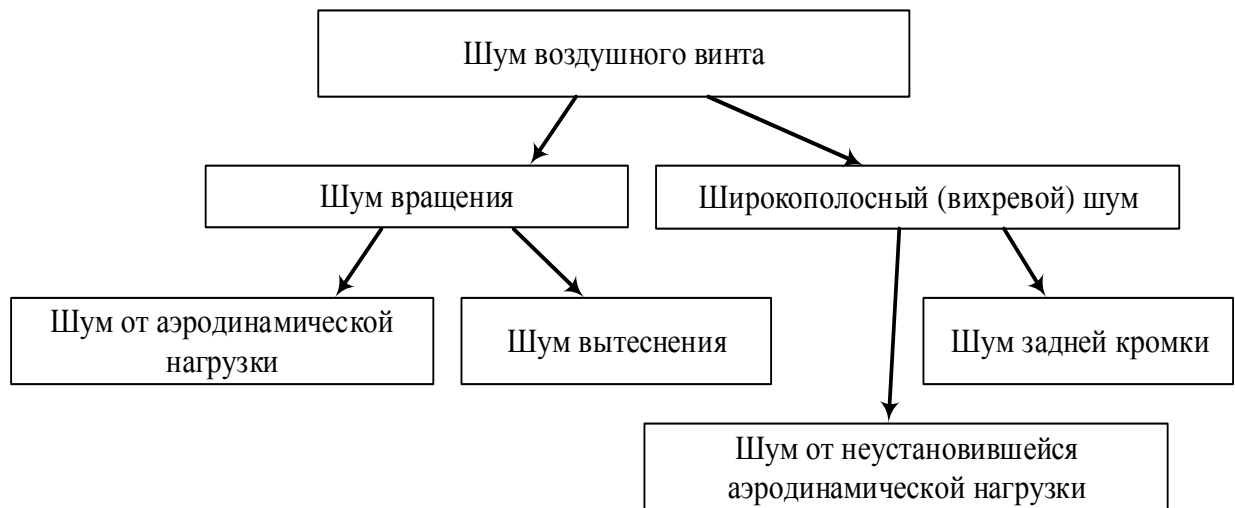 Шум воздушного винта
Шум вращения
Широкополосный (вихревой) шум
Шум от аэродинамической
нагрузки
Шум вытеснения
Шум задней кромки
Шум от неустановившейся
аэродинамической нагрузки